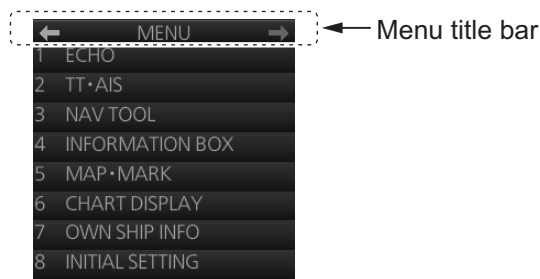 MENU
Menu title bar
1 ECHO
2 TT・AIS
3 NAV TOOL
4 INFORMATION BOX
5 MAP・MARK
6 CHART DISPLAY
7 OWN SHIP INFO
8 INITIAL SETTING